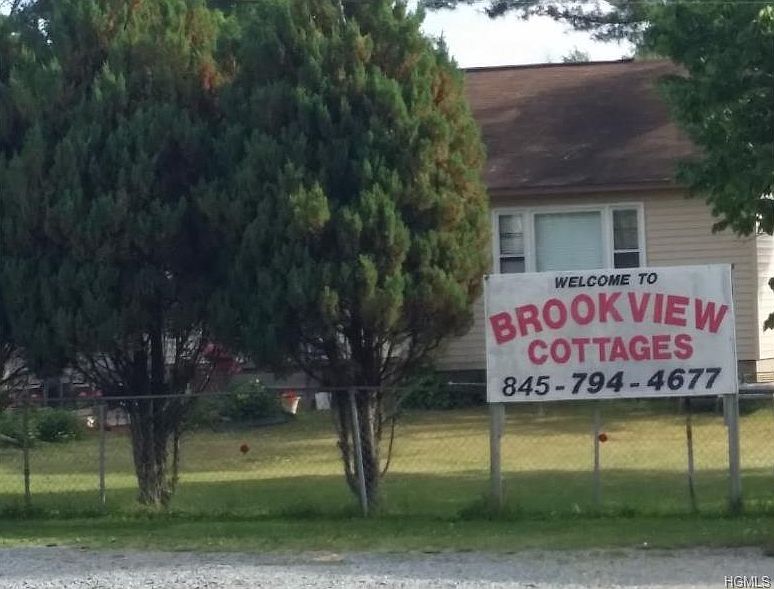 WELCOME TO
BROOKVIEW
COTTAGES
845-794-4677
HGMLS